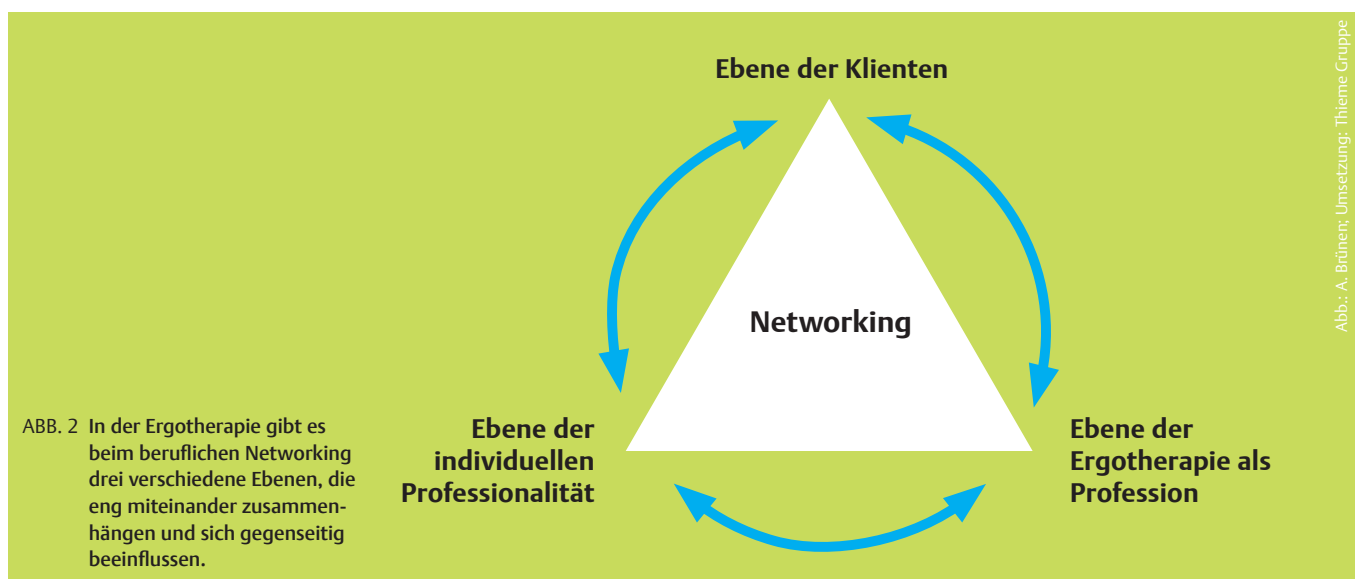 Ebene der Klienten
Networking
Ebene der
individuellen
Professionalität
Ebene der
Ergotherapie als
Profession
ABB. 2 In der Ergotherapie gibt es
beim beruflichen Networking
drei verschiedene Ebenen, die
eng miteinander zusammen-
hängen und sich gegenseitig
beeinflussen.
Abb.: A. Brünen; Umsetzung: Thieme Gruppe